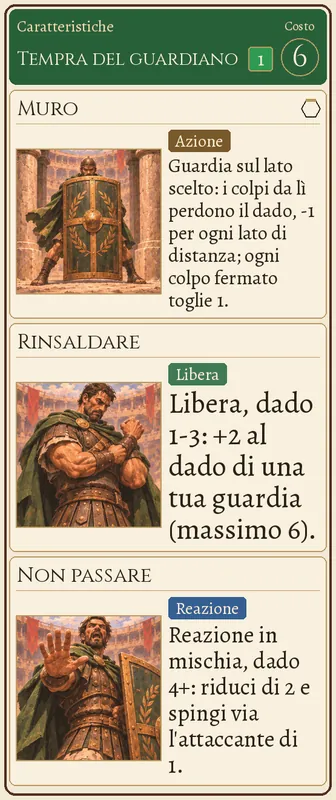 Caratteristiche
Costo
Tempra del guardiano 1 6
Muro
Azione
Guardia sul lato
scelto: i colpi da lì
perdono il dado, -1
per ogni lato di
distanza; ogni
colpo fermato
toglie 1.
Rinsaldare
Libera
Libera, dado
1-3: +2 al
dado di una
tua guardia
(massimo 6).
Non passare
Reazione
Reazione in
mischia, dado
4+: riduci di 2 e
spingi via
l'attaccante di
1.